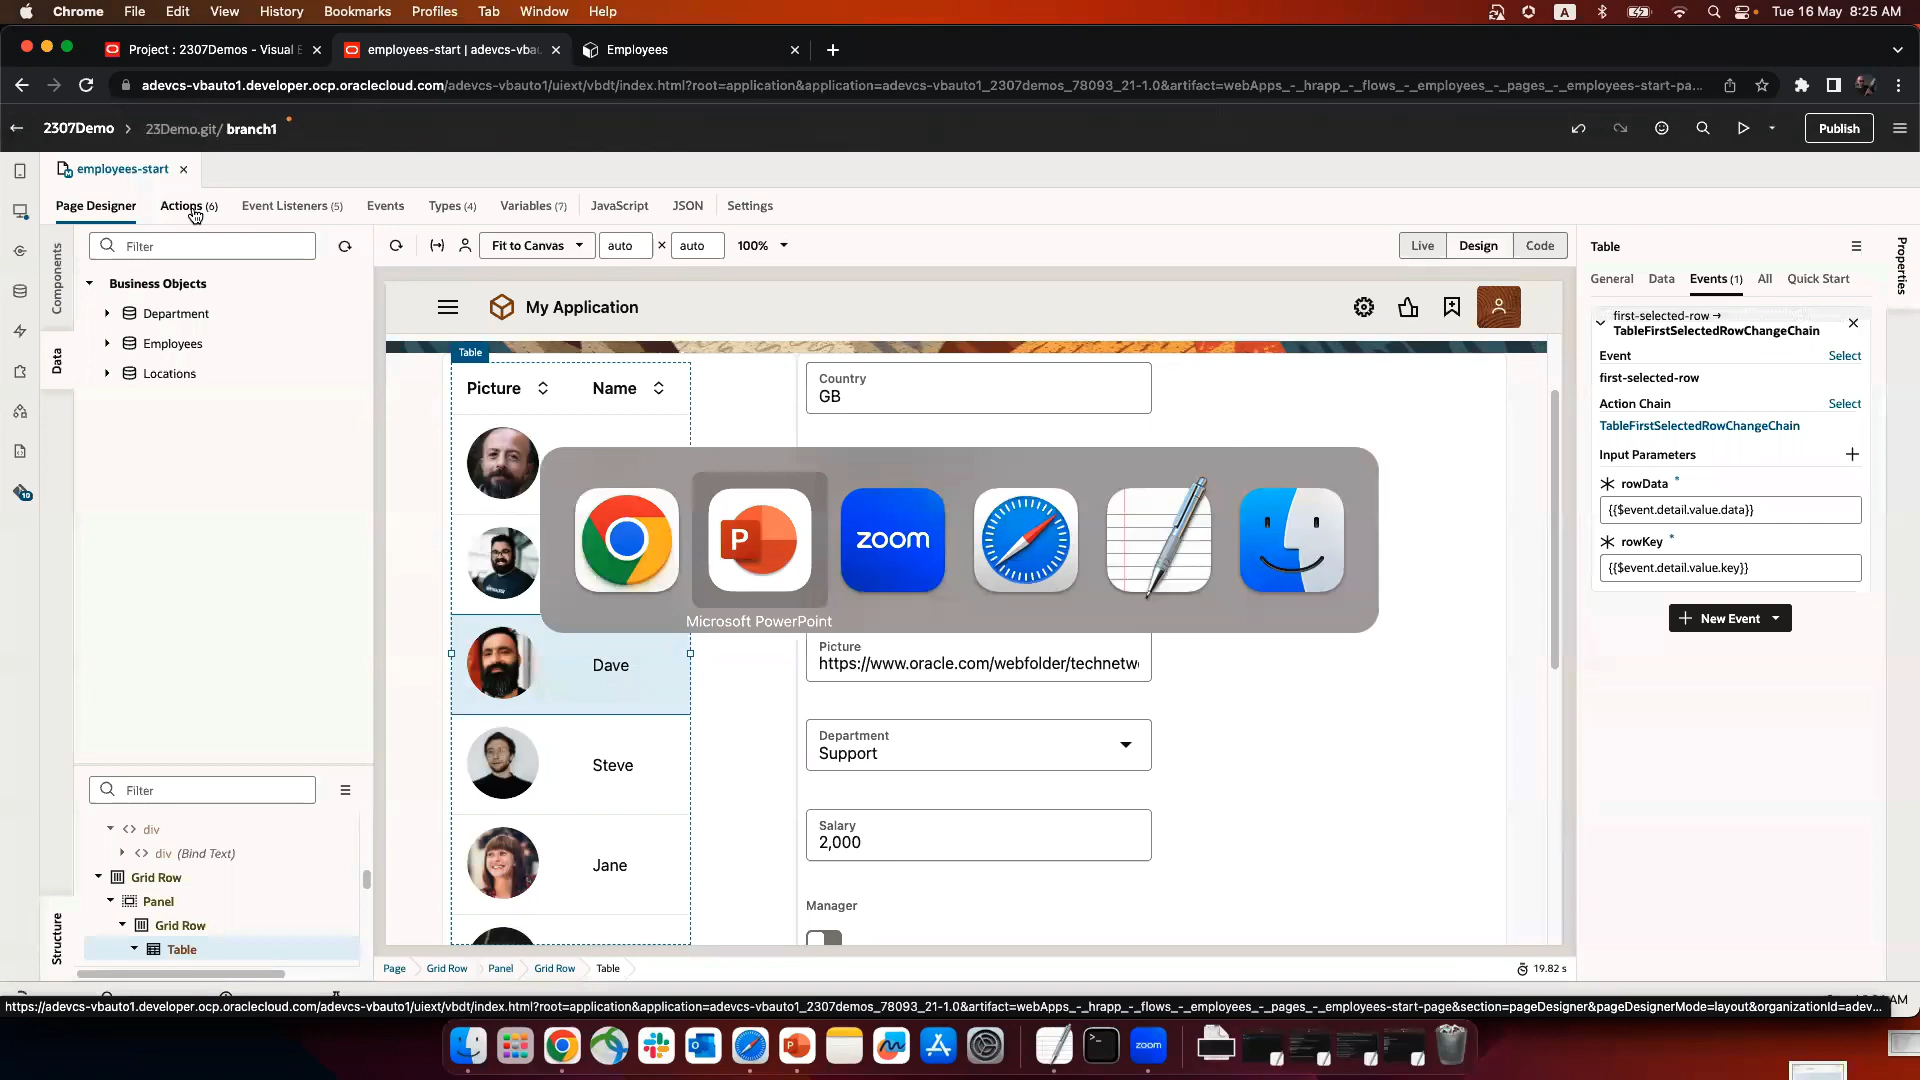 Chrome File Edit View History Bookmarks Profiles Tab Window Help
A
Tue 16 May 8:25 AM
Project : 2307Demos - Visual
employees-start | adevcs-vbau
Employees
adevcs-vbauto1.developer.ocp.oraclecloud.com/adevcs-vbauto1/uiext/vbdt/index.html?root=application&application=adevcs-vbauto1_2307demos_78093_21-1.0&artifact=webApps_-_hrapp_-_flows_-_employees_-_pages_-_employees-start-pa...
2307Demo > 23Demo.git/ branch1
Publish
employees-start
Page Designer Actions (6) Event Listeners (5) Events Types (4) Variables (7) JavaScript JSON Settings
Components
Data
Structure
Filter
Business Objects
Department
Employees
Locations
10
Filter
<> div
<> div (Bind Text)
Grid Row
Panel
Grid Row
Table
Fit to Canvas auto × auto 100%
Live Design Code
My Application
Table
Picture Name
Dave
Steve
Jane
Country
GB
Picture
https://www.oracle.com/webfolder/technetw
Department
Support
Salary
2,000
Manager
P
zoom
Microsoft PowerPoint
Page Grid Row Panel Grid Row Table
19.82 s
Table
Properties
General Data Events (1) All Quick Start
first-selected-row →
TableFirstSelectedRowChangeChain
Event Select
first-selected-row
Action Chain Select
TableFirstSelectedRowChangeChain
Input Parameters
rowData *
{{$event.detail.value.data}}
rowKey *
{{$event.detail.value.key}}
New Event
https://adevcs-vbauto1.developer.ocp.oraclecloud.com/adevcs-vbauto1/uiext/vbdt/index.html?root=application&application=adevcs-vbauto1_2307demos_78093_21-1.0&artifact=webApps_-_hrapp_-_flows_-_employees_-_pages_-_employees-start-page&section=pageDesigner&pageDesignerMode=layout&organizationId=adev...
AM
zoom